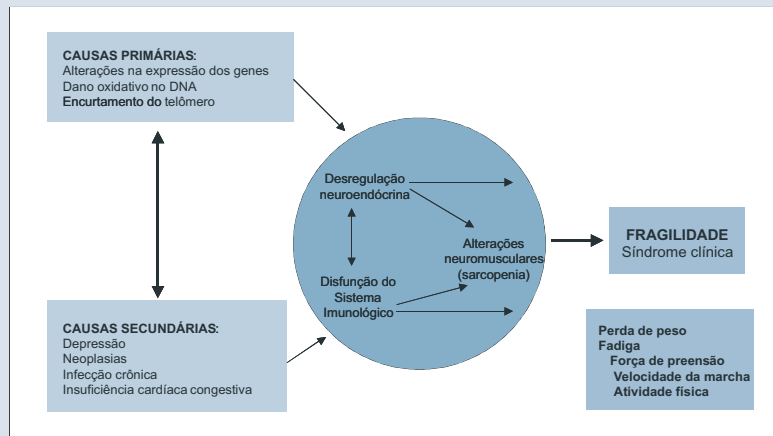 CAUSAS PRIMÁRIAS:
Alterações na expressão dos genes
Dano oxidativo no DNA
Encurtamento do telômero
Desregulação
neuroendócrina
Alterações
neuromusculares
(sarcopenia)
Disfunção do
Sistema
Imunológico
CAUSAS SECUNDÁRIAS:
Depressão
Neoplasias
Infecção crônica
Insuficiência cardíaca congestiva
FRAGILIDADE
Síndrome clínica
Perda de peso
Fadiga
Força de preensão
Velocidade da marcha
Atividade física